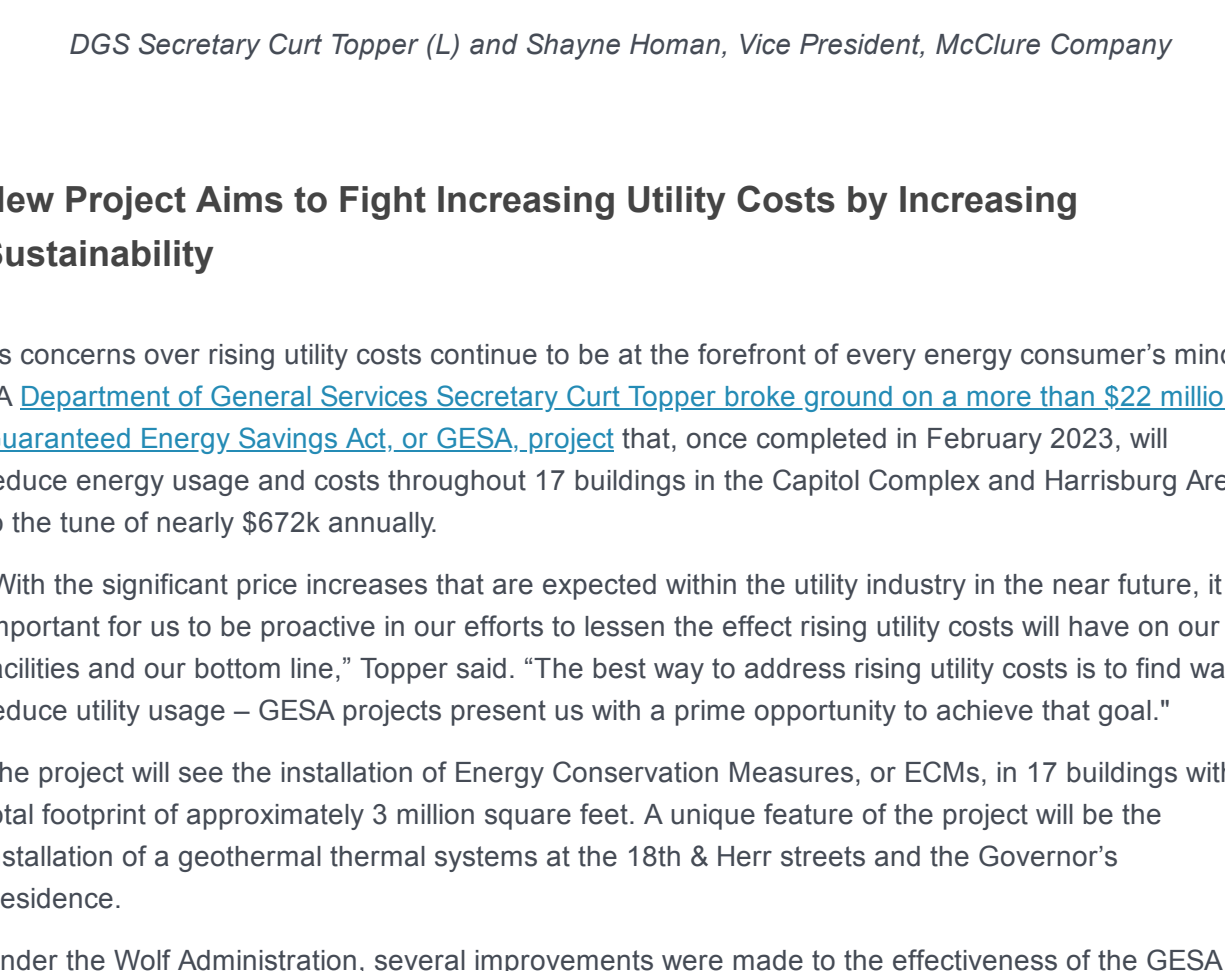 DGS Secretary Curt Topper (L) and Shayne Homan, Vice President, McClure Company
New Project Aims to Fight Increasing Utility Costs by Increasing
Sustainability
s concerns over rising utility costs continue to be at the forefront of every energy consumer’s mind
A Department of General Services Secretary Curt Topper broke ground on a more than $22 millio
uaranteed Energy Savings Act, or GESA, project that, once completed in February 2023, will
educe energy usage and costs throughout 17 buildings in the Capitol Complex and Harrisburg Are
o the tune of nearly $672k annually.
With the significant price increases that are expected within the utility industry in the near future, it
mportant for us to be proactive in our efforts to lessen the effect rising utility costs will have on our
acilities and our bottom line,” Topper said. “The best way to address rising utility costs is to find wa
educe utility usage – GESA projects present us with a prime opportunity to achieve that goal."
he project will see the installation of Energy Conservation Measures, or ECMs, in 17 buildings with
otal footprint of approximately 3 million square feet. A unique feature of the project will be the
nstallation of a geothermal thermal systems at the 18th & Herr streets and the Governor’s
esidence.
nder the Wolf Administration, several improvements were made to the effectiveness of the GESA